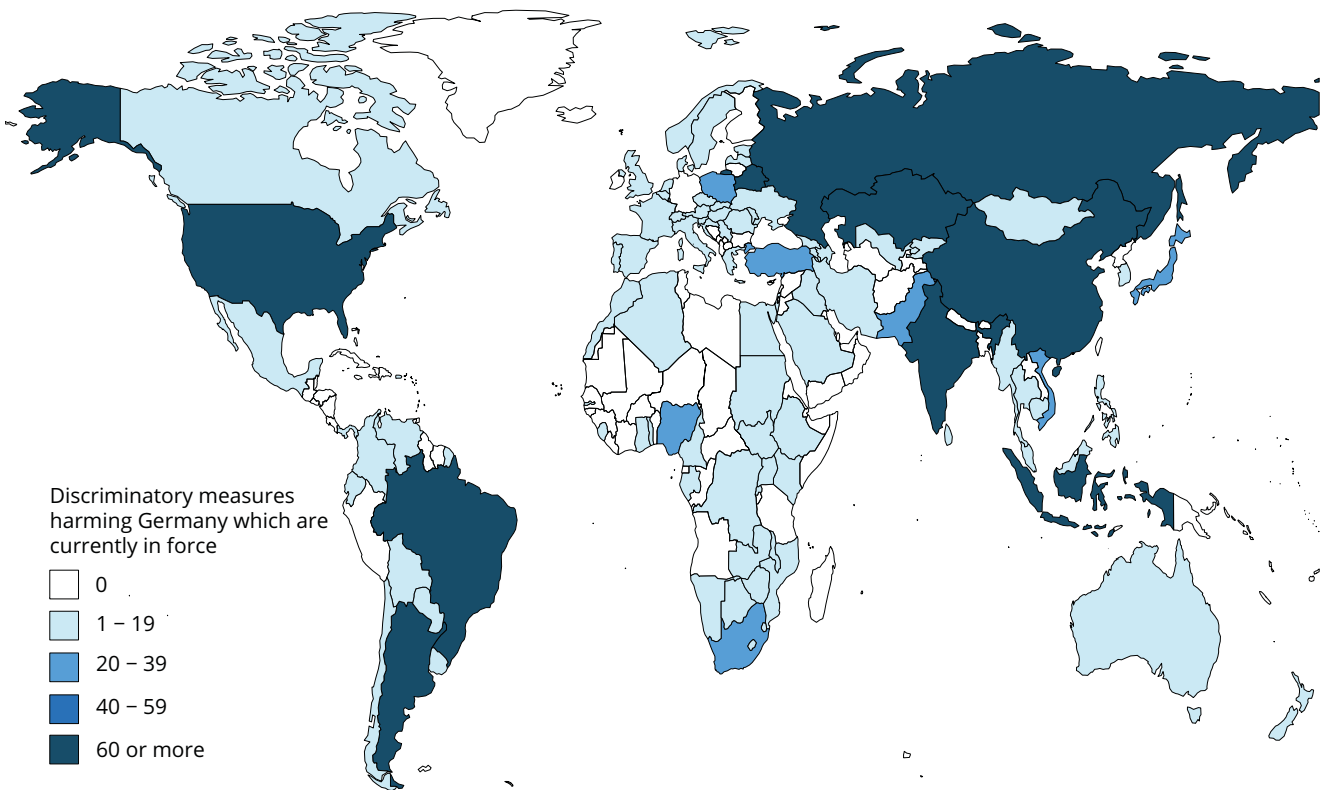 Discriminatory measures
harming Germany which are
currently in force
0
1 − 19
20 − 39
40 − 59
60 or more